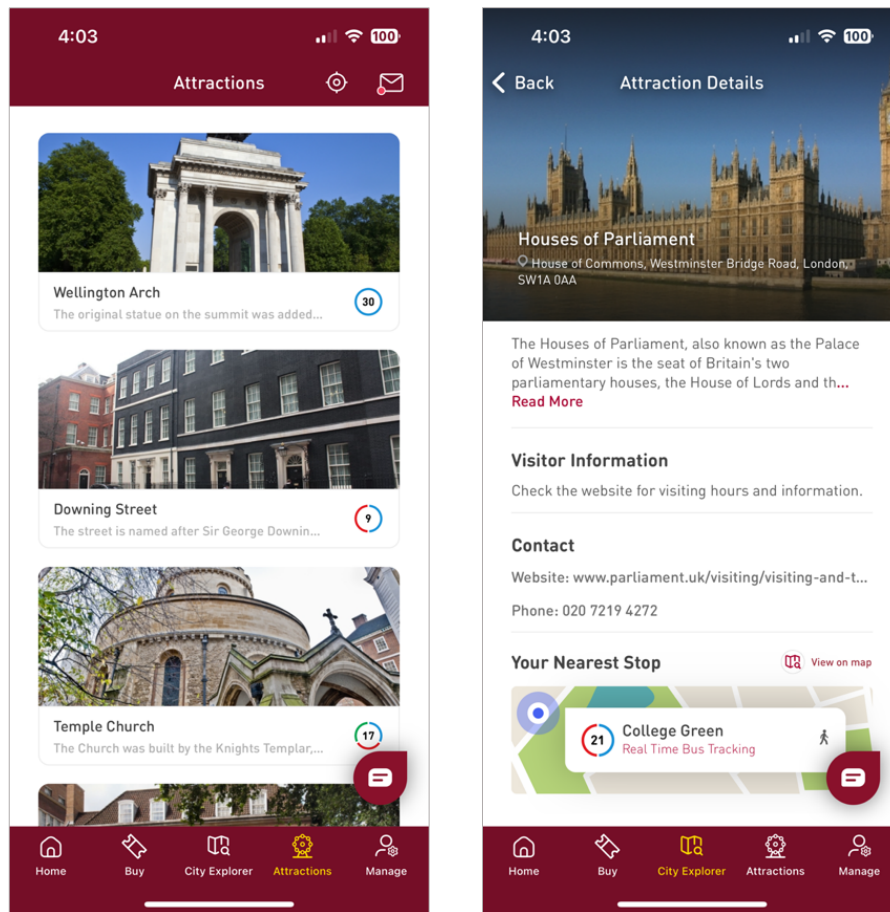 4:03
100
Attractions
Wellington Arch
The original statue on the summit was added...
30
Downing Street
The street is named after Sir George Downin...
9
Temple Church
The Church was built by the Knights Templar,...
17
Home
Buy
City Explorer
Attractions
Manage
4:03
100
Back
Attraction Details
Houses of Parliament
House of Commons, Westminster Bridge Road, London,
SW1A 0AA
The Houses of Parliament, also known as the Palace
of Westminster is the seat of Britain's two
parliamentary houses, the House of Lords and th...
Read More
Visitor Information
Check the website for visiting hours and information.
Contact
Website: www.parliament.uk/visiting/visiting-and-t...
Phone: 020 7219 4272
Your Nearest Stop
View on map
21
College Green
Real Time Bus Tracking
Home
Buy
City Explorer
Attractions
Manage